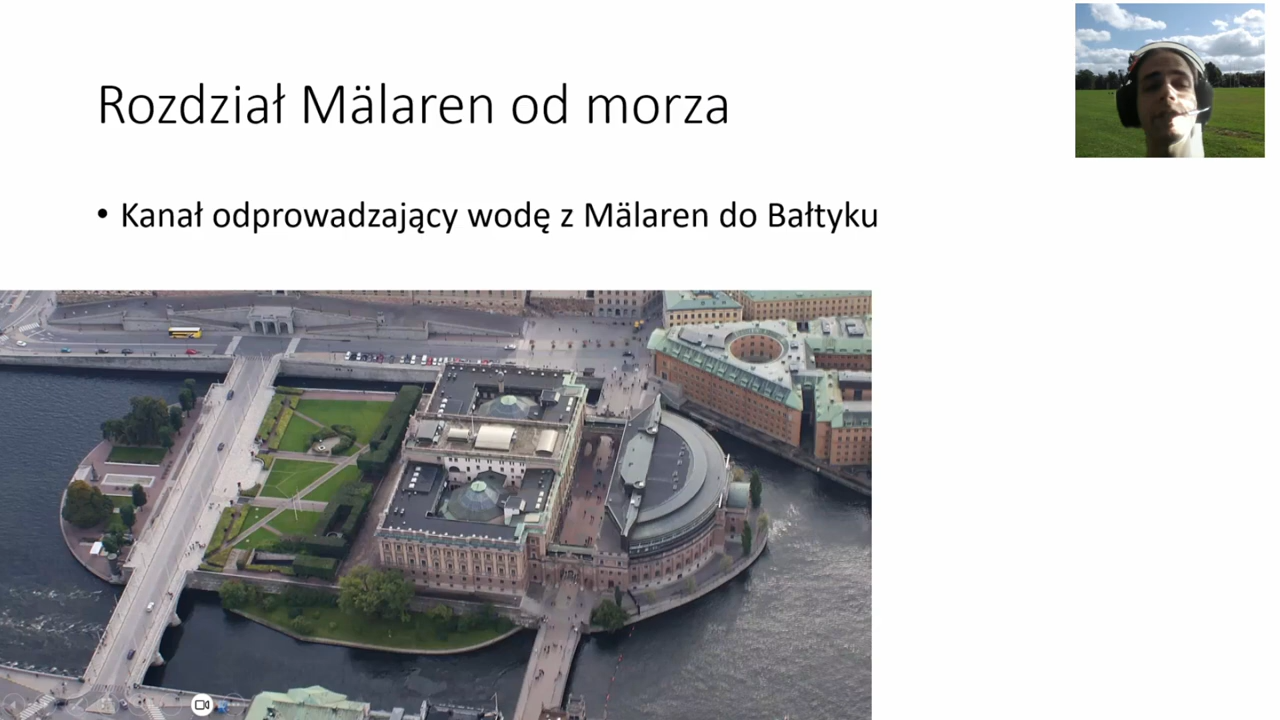 Rozdział Mälaren od morza
• Kanał odprowadzający wodę z Mälaren do Bałtyku